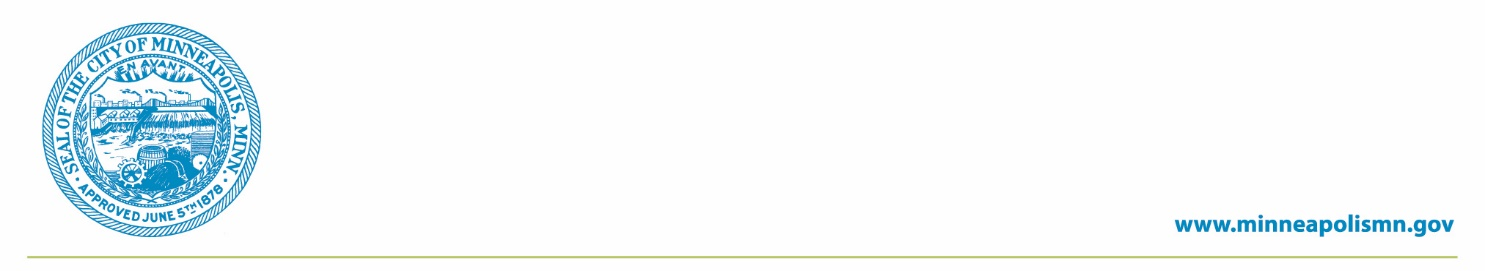 SEAL OF THE CITY OF MINNEAPOLIS, MINN.
EN AVANT
APPROVED JUNE 5TH 1878
www.minneapolismn.gov